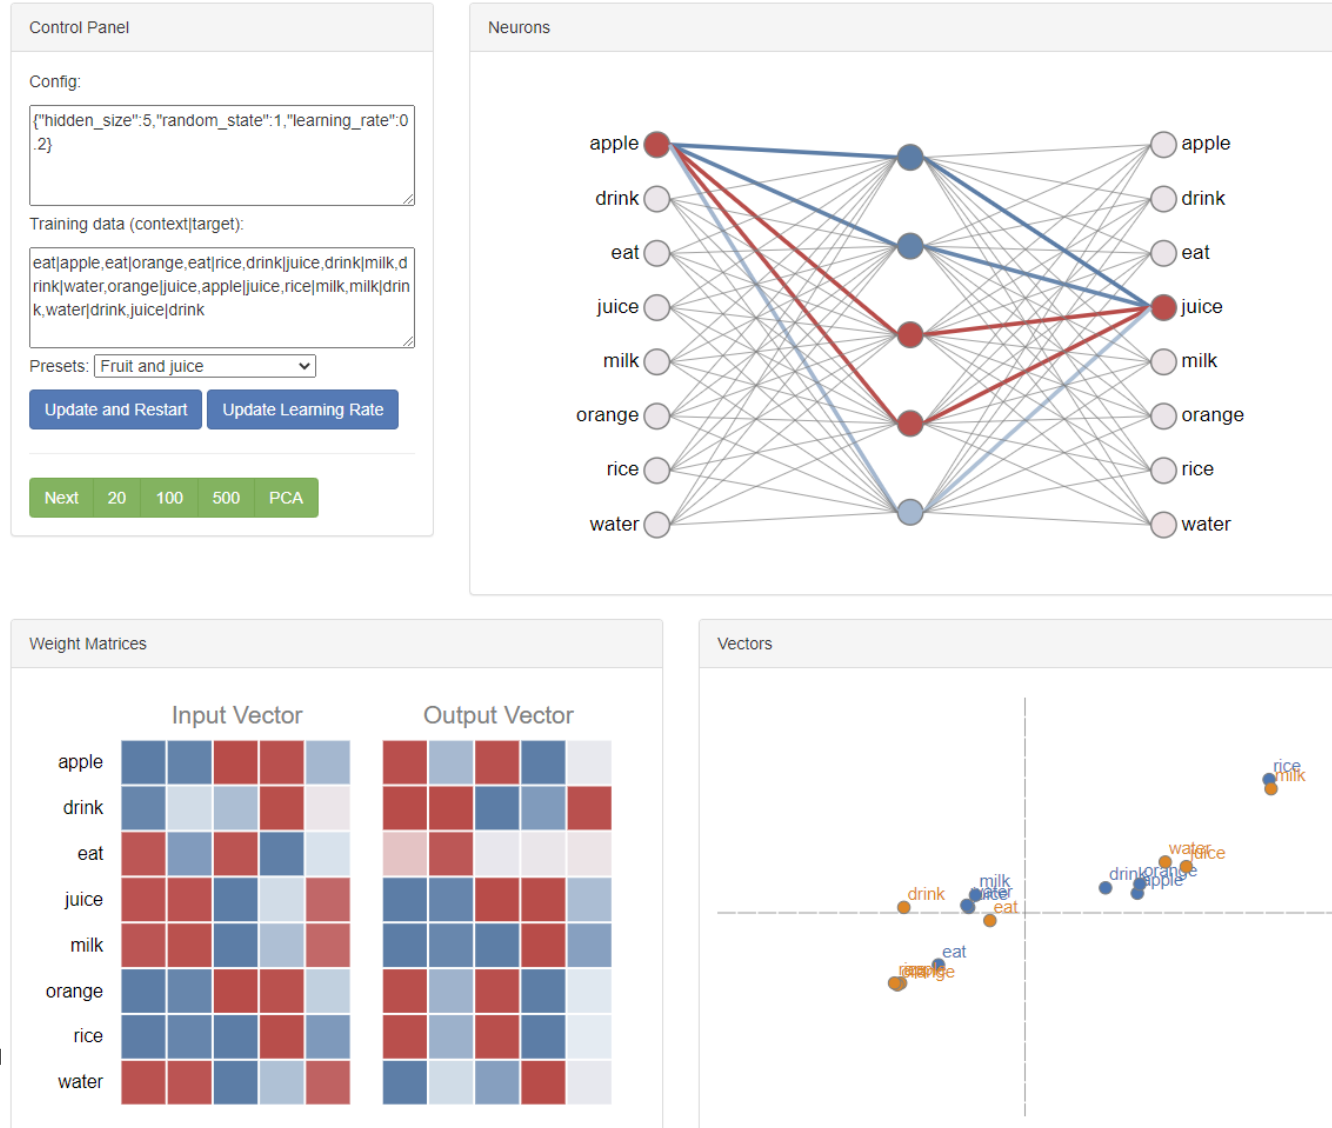 Control Panel
Config:
{"hidden_size":5,"random_state":1,"learning_rate":0
.2}
Training data (context|target):
eat|apple,eat|orange,eat|rice,drink|juice,drink|milk,d
rink|water,orange|juice,apple|juice,rice|milk,milk|drin
k,water|drink,juice|drink
Presets: Fruit and juice
Update and Restart Update Learning Rate
Next 20 100 500 PCA
Neurons
apple apple
drink drink
eat eat
juice juice
milk milk
orange orange
rice rice
water water
Weight Matrices
Input Vector Output Vector
apple
drink
eat
juice
milk
orange
rice
water
Vectors
rice
milk
water
juice
drink
orange
apple
milk
water
juice
drink
eat
eat
rice
apple
orange